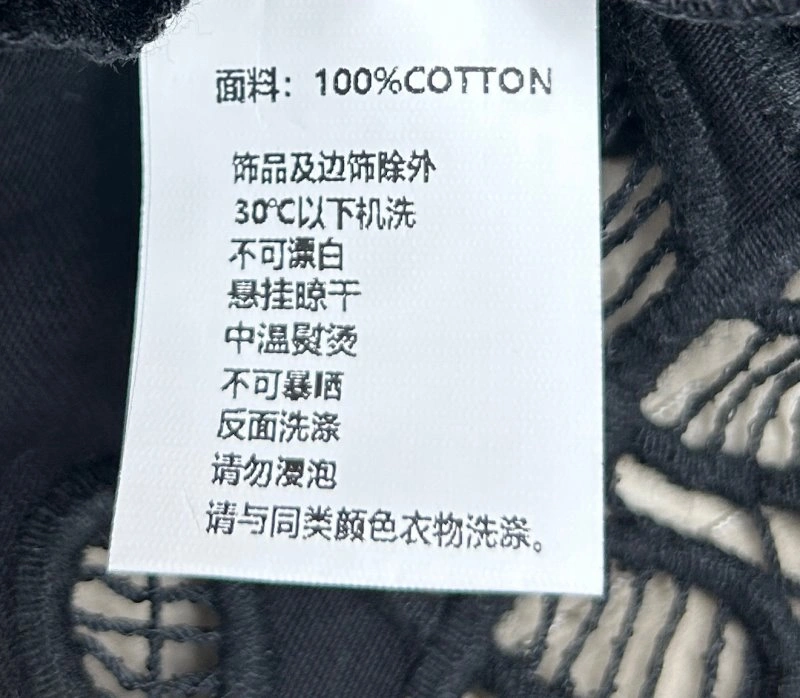 面料：100%COTTON
饰品及边饰除外
30℃以下机洗
不可漂白
悬挂晾干
中温熨烫
不可暴晒
反面洗涤
请勿浸泡
请与同类颜色衣物洗涤。